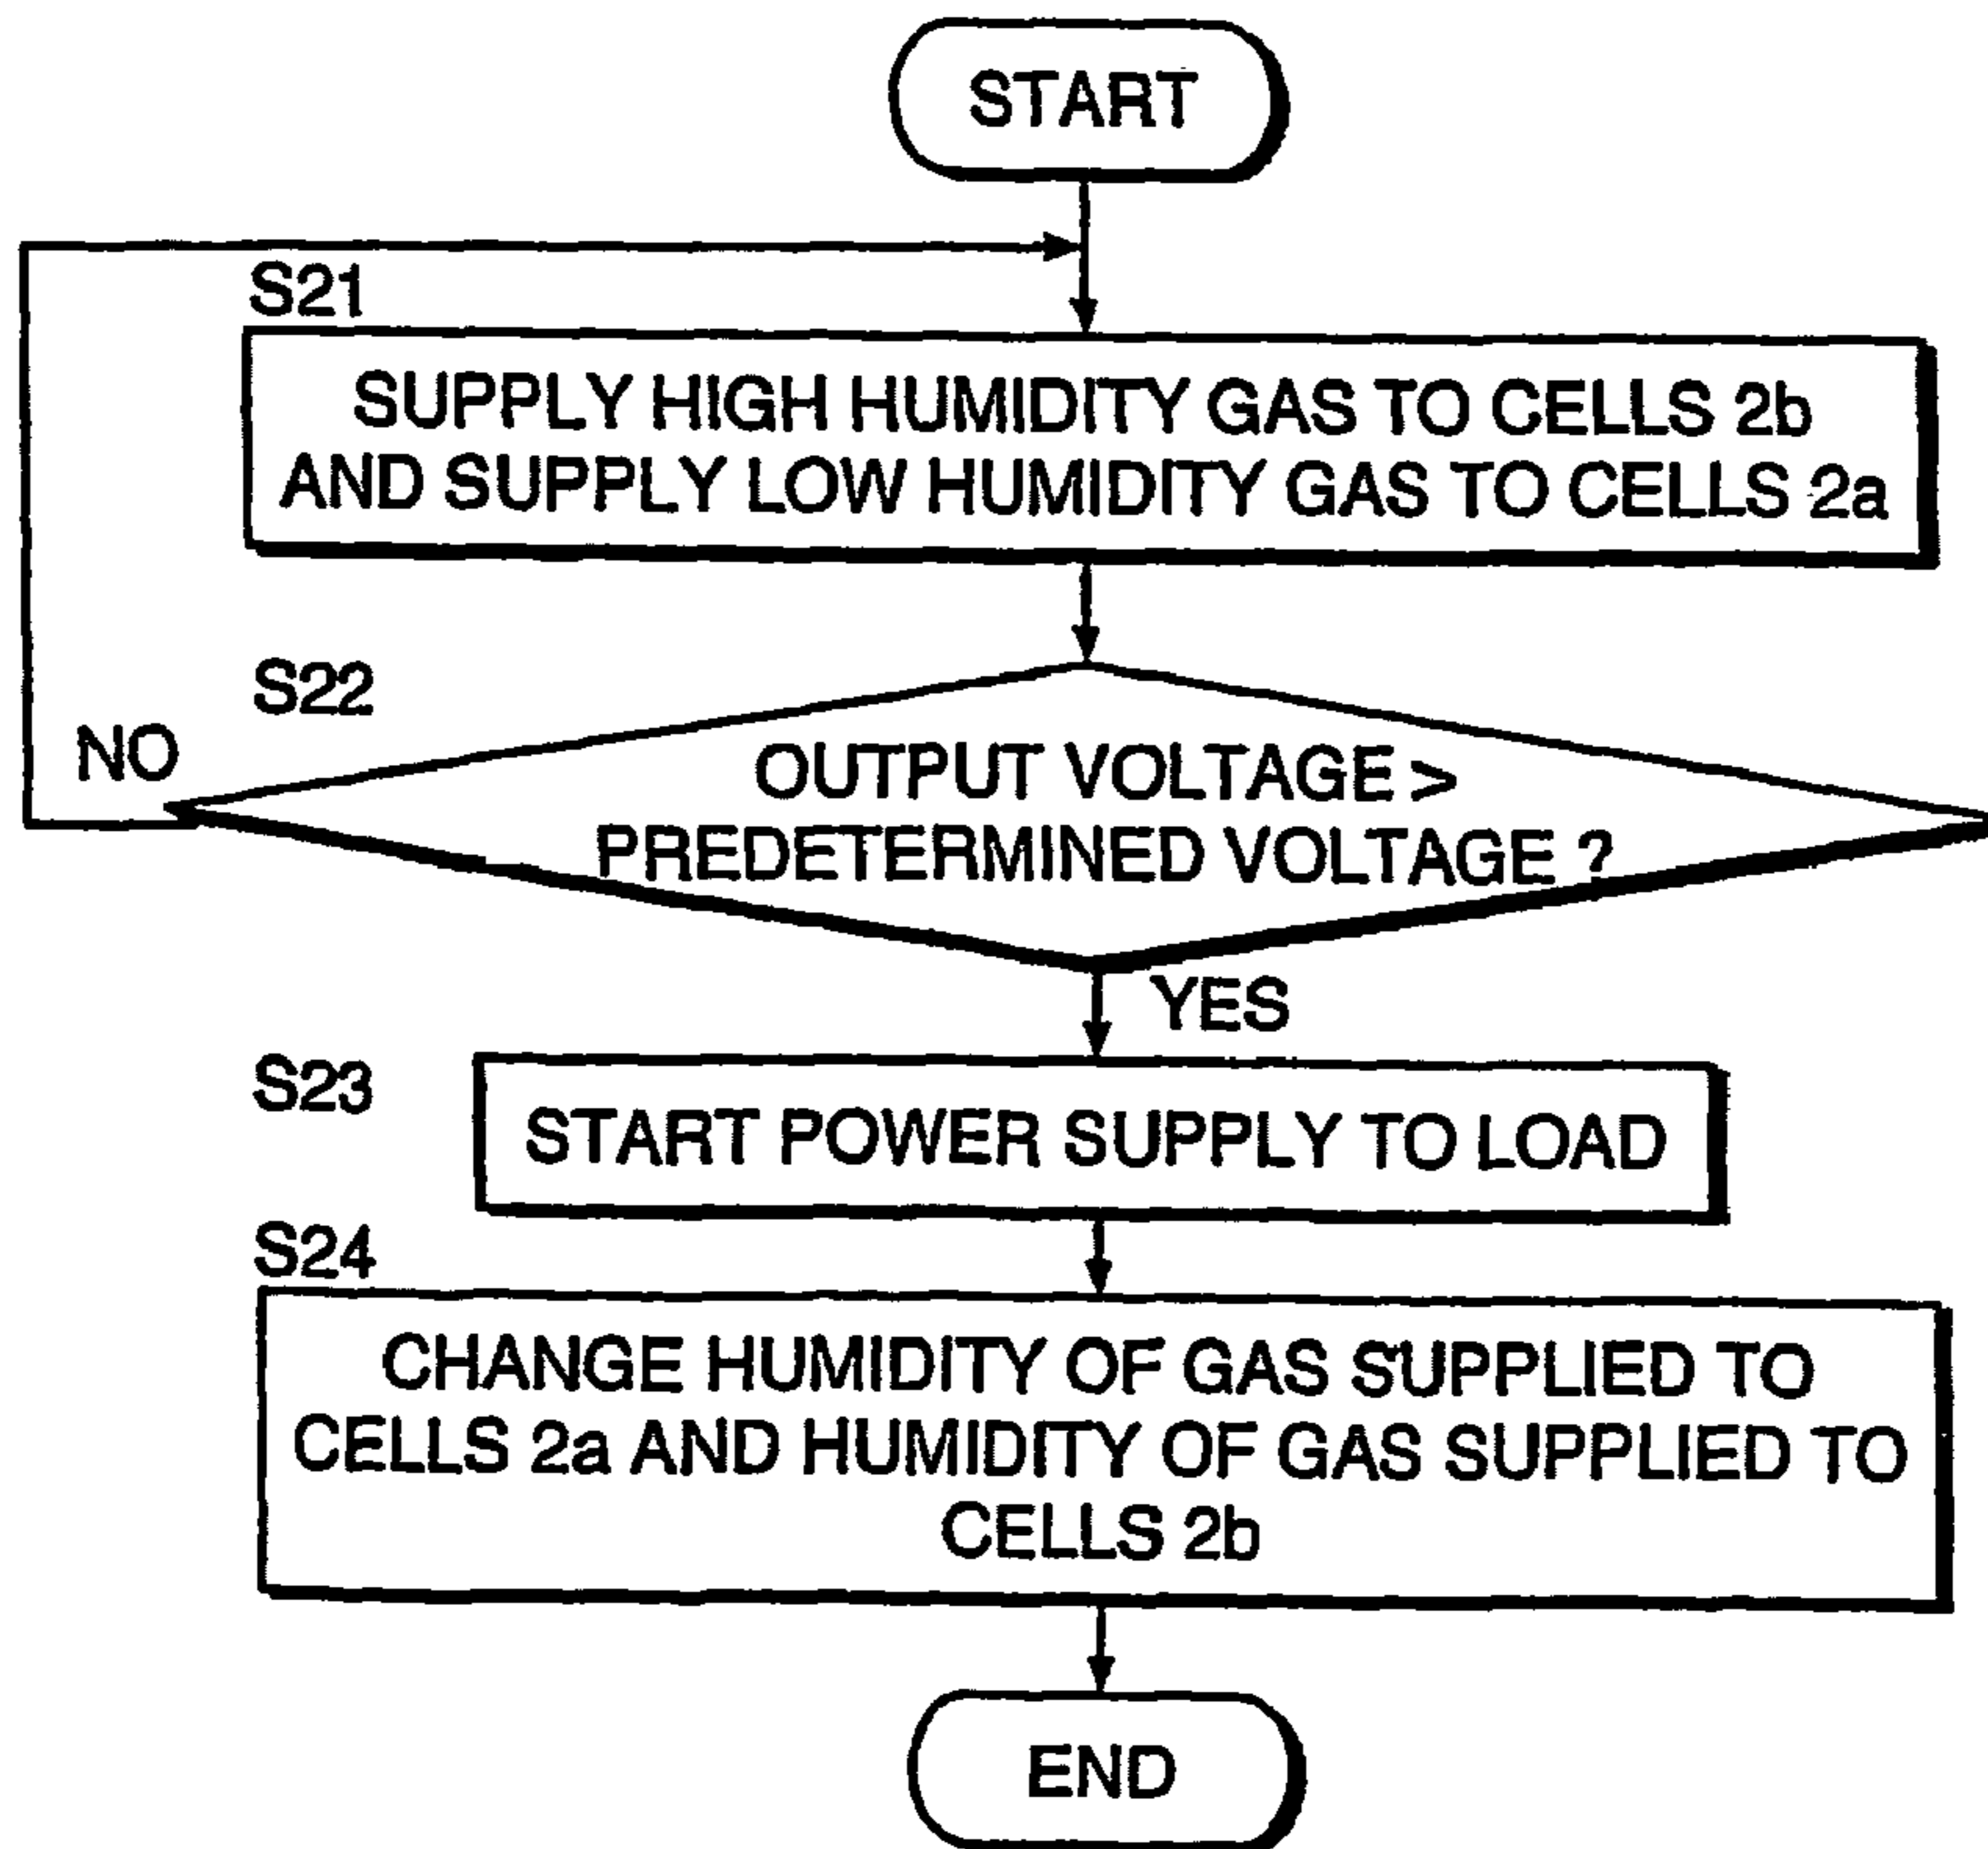 START
S21
SUPPLY HIGH HUMIDITY GAS TO CELLS 2b
AND SUPPLY LOW HUMIDITY GAS TO CELLS 2a
S22
NO
OUTPUT VOLTAGE >
PREDETERMINED VOLTAGE ?
YES
S23
START POWER SUPPLY TO LOAD
S24
CHANGE HUMIDITY OF GAS SUPPLIED TO
CELLS 2a AND HUMIDITY OF GAS SUPPLIED TO
CELLS 2b
END